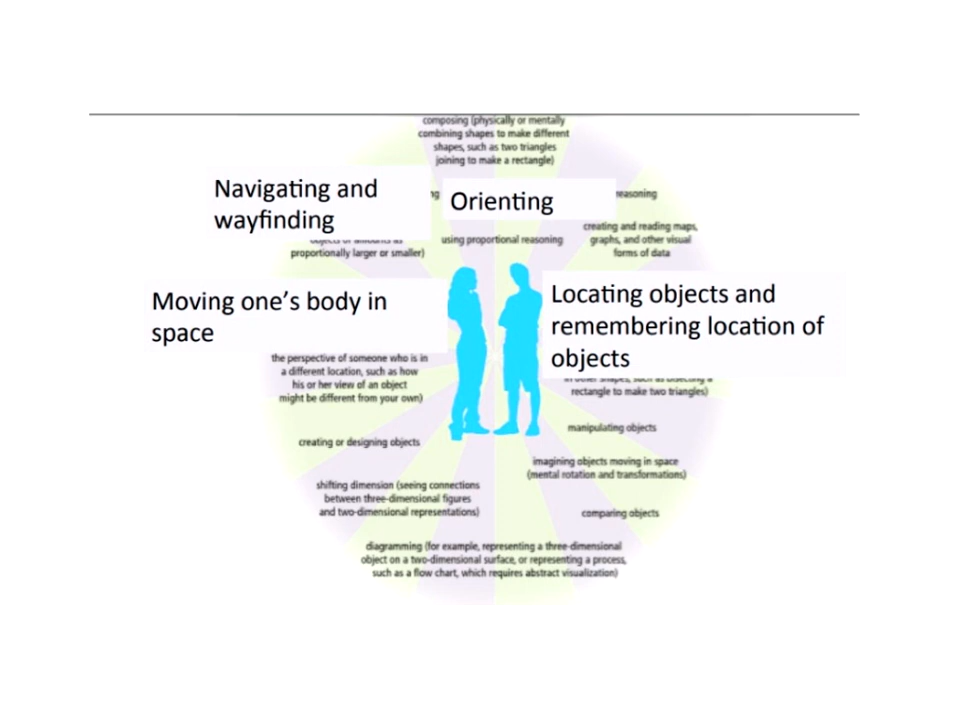 composing (physically or mentally
combining shapes to make different
shapes, such as two triangles
joining to make a rectangle)
Navigating and
wayfinding
Orienting
reasoning
creating and reading maps,
graphs, and other visual
forms of data
using proportional reasoning
proportionally larger or smaller)
Moving one's body in
space
Locating objects and
remembering location of
objects
the perspective of someone who is in
a different location, such as how
his or her view of an object
might be different from your own)
rectangle to make two triangles)
manipulating objects
creating or designing objects
imagining objects moving in space
(mental rotation and transformations)
shifting dimension (seeing connections
between three-dimensional figures
and two-dimensional representations)
comparing objects
diagramming (for example, representing a three-dimensional
object on a two-dimensional surface, or representing a process,
such as a flow chart, which requires abstract visualization)